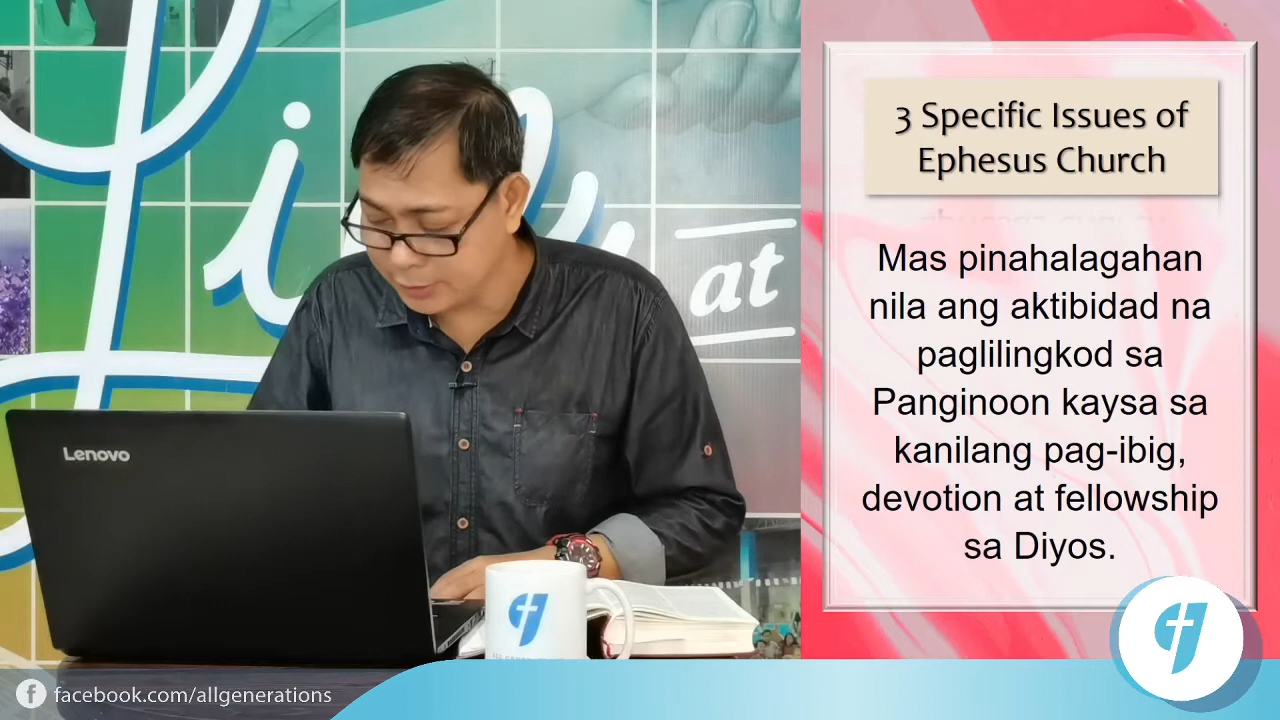 at
Lenovo
3 Specific Issues of
Ephesus Church
Mas pinahalagahan
nila ang aktibidad na
paglilingkod sa
Panginoon kaysa sa
kanilang pag-ibig,
devotion at fellowship
sa Diyos.
facebook.com/allgenerations